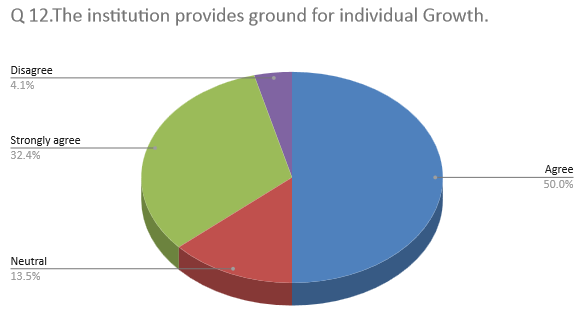 Q 12.The institution provides ground for individual Growth.
Disagree
4.1%
Strongly agree
32.4%
Agree
50.0%
Neutral
13.5%